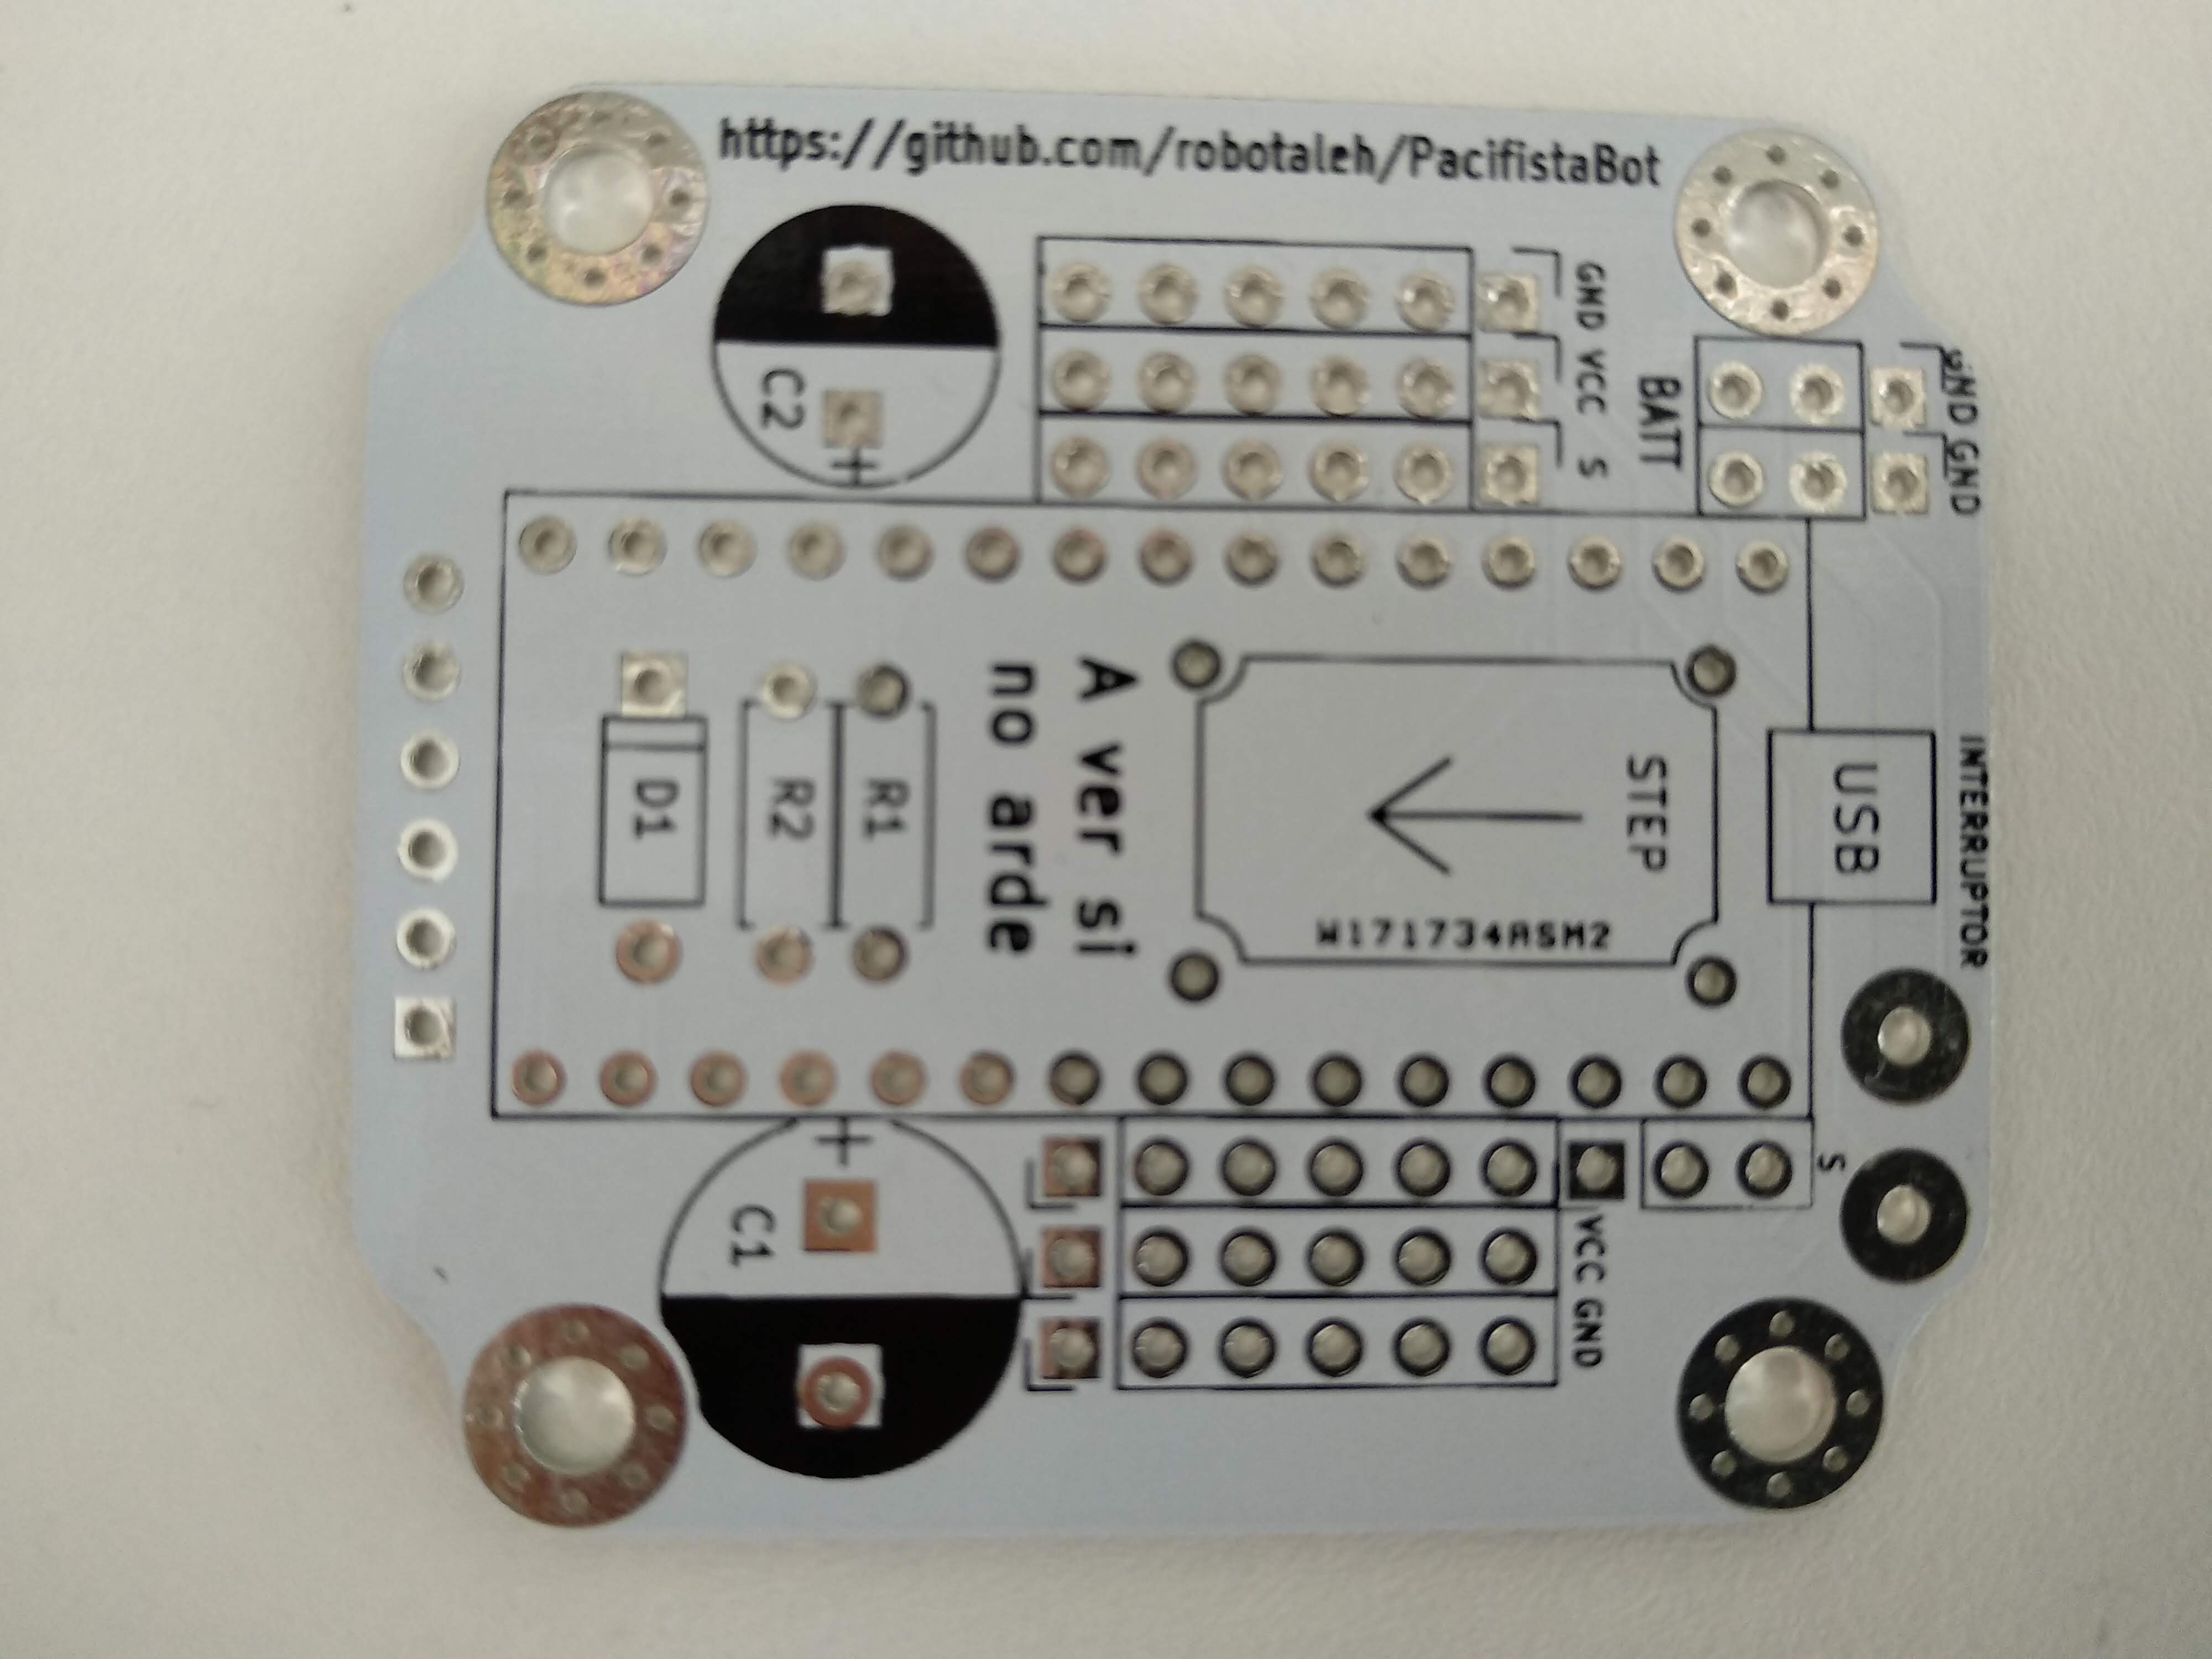 GND GND
INTERRUPTOR
USB
S
BATT
STEP
GND VCC S
VCC GND
W171734ASM2
https://github.com/robotaleh/PacifistaBot
A ver si
no arde
R1
R2
+
C2
+
C1
D1